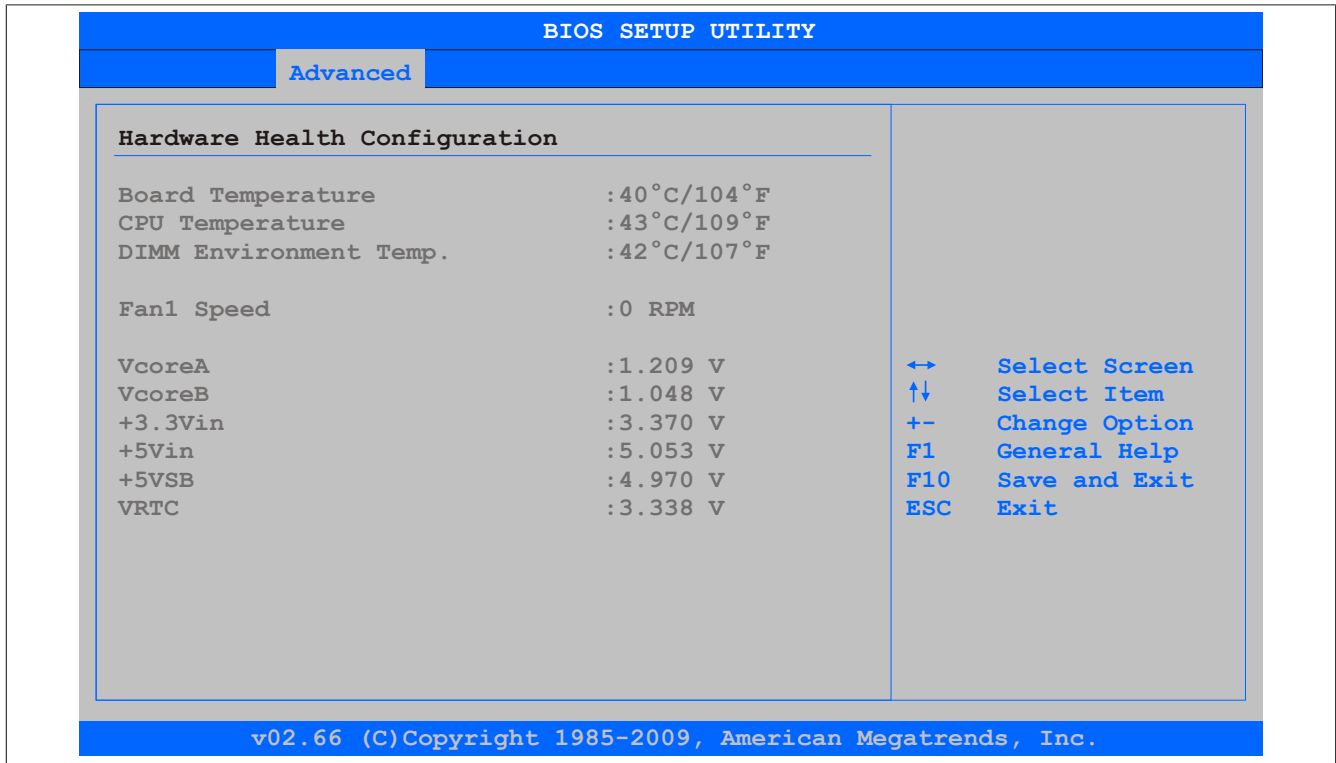 BIOS SETUP UTILITY
Advanced
Hardware Health Configuration
Board Temperature :40°C/104°F
CPU Temperature :43°C/109°F
DIMM Environment Temp. :42°C/107°F
Fan1 Speed :0 RPM
VcoreA :1.209 V
VcoreB :1.048 V
+3.3Vin :3.370 V
+5Vin :5.053 V
+5VSB :4.970 V
VRTC :3.338 V
↔ Select Screen
↑↓ Select Item
+- Change Option
F1 General Help
F10 Save and Exit
ESC Exit
v02.66 (C)Copyright 1985-2009, American Megatrends, Inc.